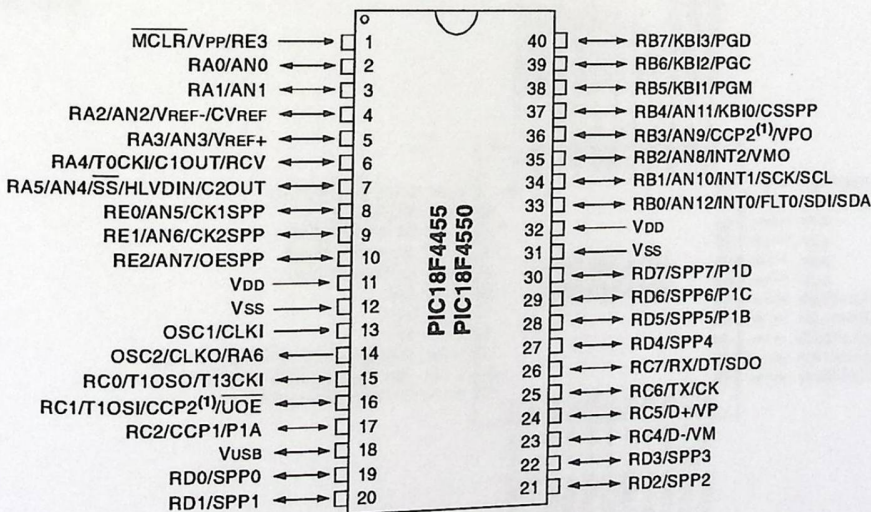 MCLR/VPP/RE3 1
RA0/AN0 2
RA1/AN1 3
RA2/AN2/VREF-/CVREF 4
RA3/AN3/VREF+ 5
RA4/T0CKI/C1OUT/RCV 6
RA5/AN4/SS/HLVDIN/C2OUT 7
RE0/AN5/CK1SPP 8
RE1/AN6/CK2SPP 9
RE2/AN7/OESPP 10
VDD 11
VSS 12
OSC1/CLKI 13
OSC2/CLKO/RA6 14
RC0/T1OSO/T13CKI 15
RC1/T1OSI/CCP2(1)/UOE 16
RC2/CCP1/P1A 17
VUSB 18
RD0/SPP0 19
RD1/SPP1 20
PIC18F4455
PIC18F4550
40 RB7/KBI3/PGD
39 RB6/KBI2/PGC
38 RB5/KBI1/PGM
37 RB4/AN11/KBI0/CSSPP
36 RB3/AN9/CCP2(1)/VPO
35 RB2/AN8/INT2/VMO
34 RB1/AN10/INT1/SCK/SCL
33 RB0/AN12/INT0/FLT0/SDI/SDA
32 VDD
31 VSS
30 RD7/SPP7/P1D
29 RD6/SPP6/P1C
28 RD5/SPP5/P1B
27 RD4/SPP4
26 RC7/RX/DT/SDO
25 RC6/TX/CK
24 RC5/D+/VP
23 RC4/D-/VM
22 RD3/SPP3
21 RD2/SPP2